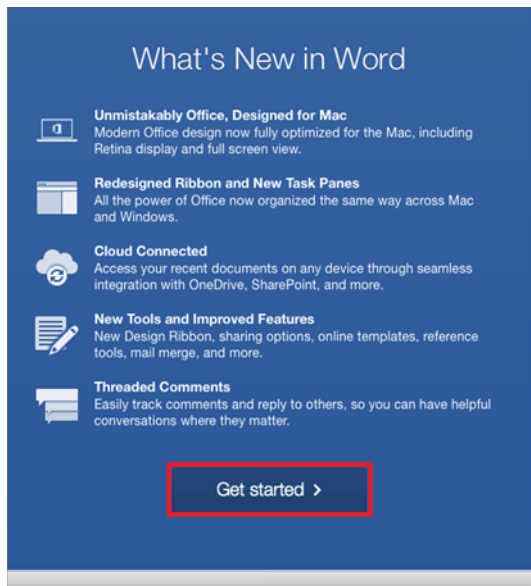 What's New in Word
Unmistakably Office, Designed for Mac
Modern Office design now fully optimized for the Mac, including
Retina display and full screen view.
Redesigned Ribbon and New Task Panes
All the power of Office now organized the same way across Mac
and Windows.
Cloud Connected
Access your recent documents on any device through seamless
integration with OneDrive, SharePoint, and more.
New Tools and Improved Features
New Design Ribbon, sharing options, online templates, reference
tools, mail merge, and more.
Threaded Comments
Easily track comments and reply to others, so you can have helpful
conversations where they matter.
Get started >